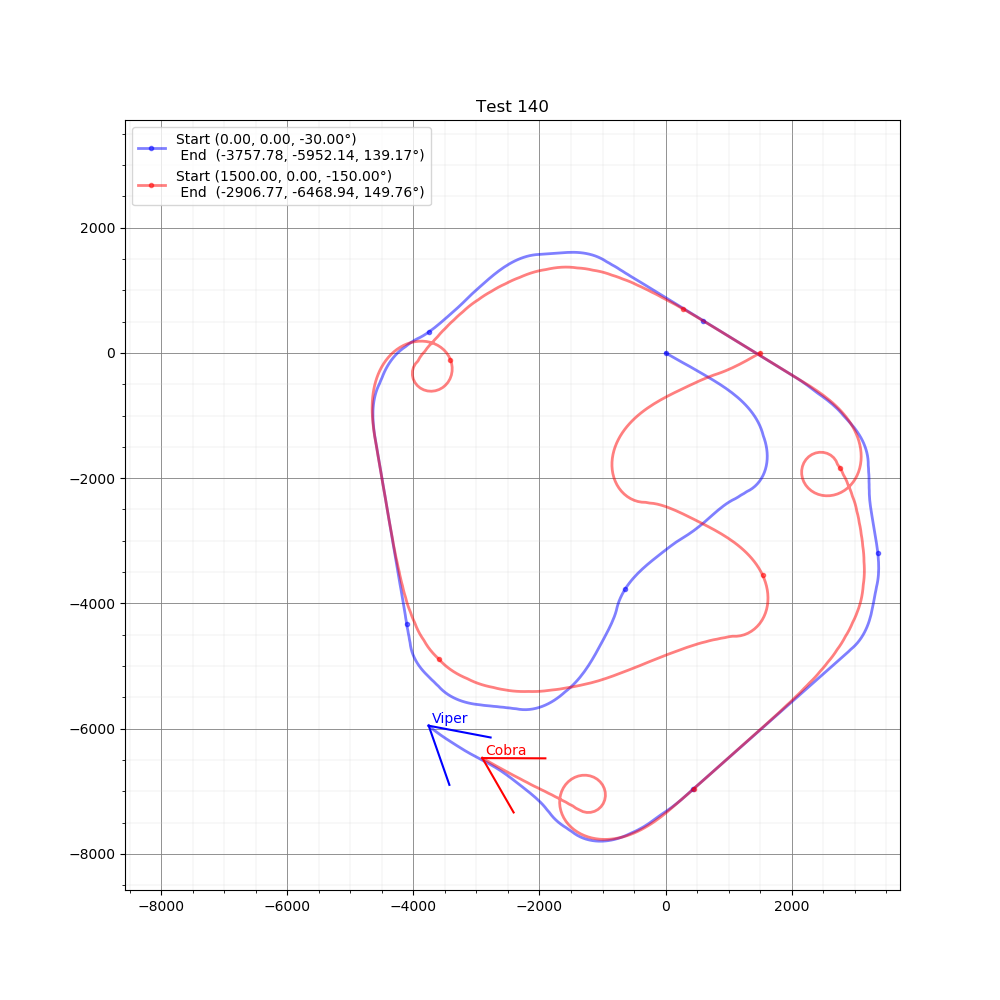 Test 140
Start (0.00, 0.00, -30.00°)
End  (-3757.78, -5952.14, 139.17°)
Start (1500.00, 0.00, -150.00°)
End  (-2906.77, -6468.94, 149.76°)
2000
0
−2000
−4000
−6000
−8000
Viper
Cobra
−8000 −6000 −4000 −2000 0 2000